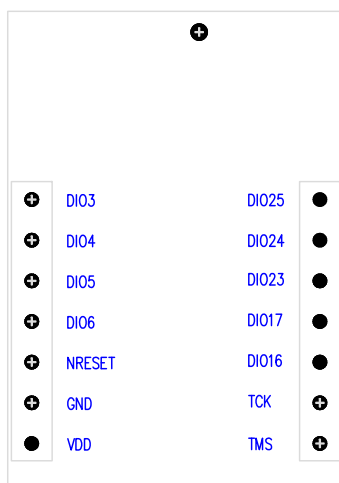 DIO3 DIO25
DIO4 DIO24
DIO5 DIO23
DIO6 DIO17
NRESET DIO16
GND TCK
VDD TMS